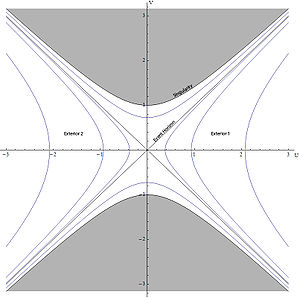 V
3
Singularity
2
1
Event Horizon
Exterior 2
Exterior 1
-3
-2
-1
1
2
3
U
-1
-2
-3